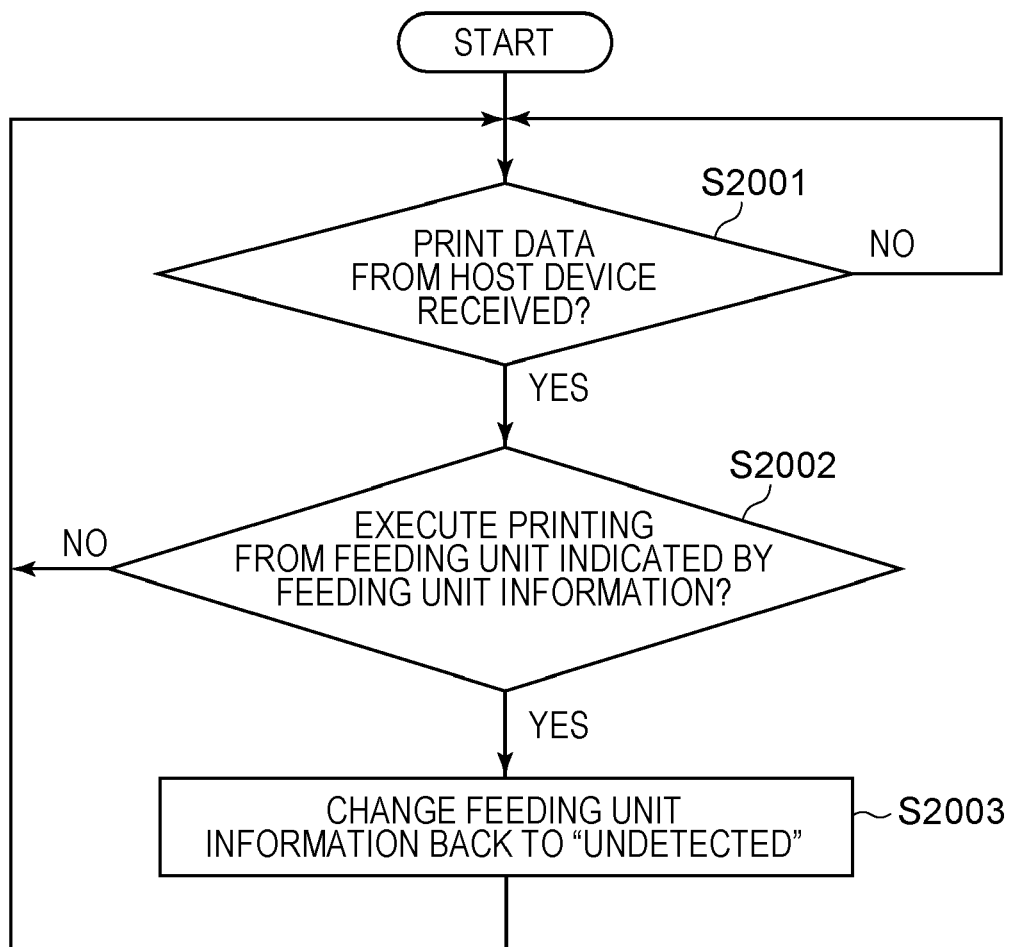 START
S2001
PRINT DATA
FROM HOST DEVICE
RECEIVED?
NO
YES
S2002
EXECUTE PRINTING
FROM FEEDING UNIT INDICATED BY
FEEDING UNIT INFORMATION?
NO
YES
CHANGE FEEDING UNIT
INFORMATION BACK TO “UNDETECTED”
S2003